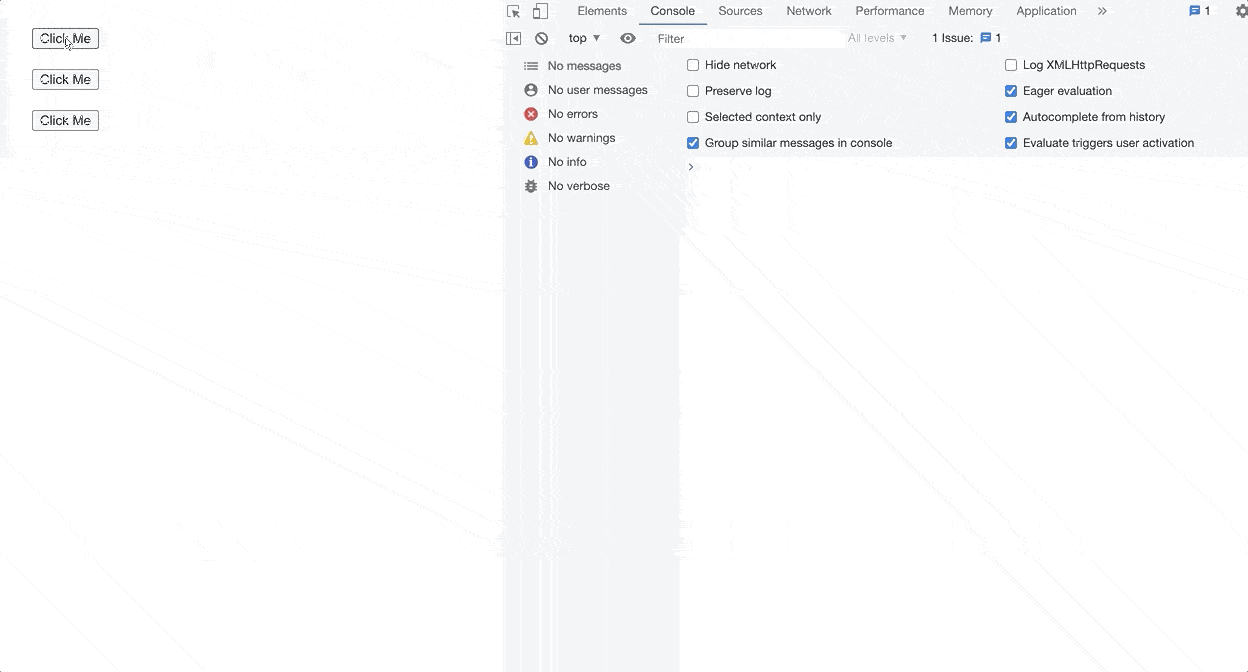 Click Me
Click Me
Click Me
Elements Console Sources Network Performance Memory Application » 1
top ▼ Filter All levels ▼ 1 Issue: 1
No messages
No user messages
No errors
No warnings
No info
No verbose
Hide network
Preserve log
Selected context only
Group similar messages in console
Log XMLHttpRequests
Eager evaluation
Autocomplete from history
Evaluate triggers user activation